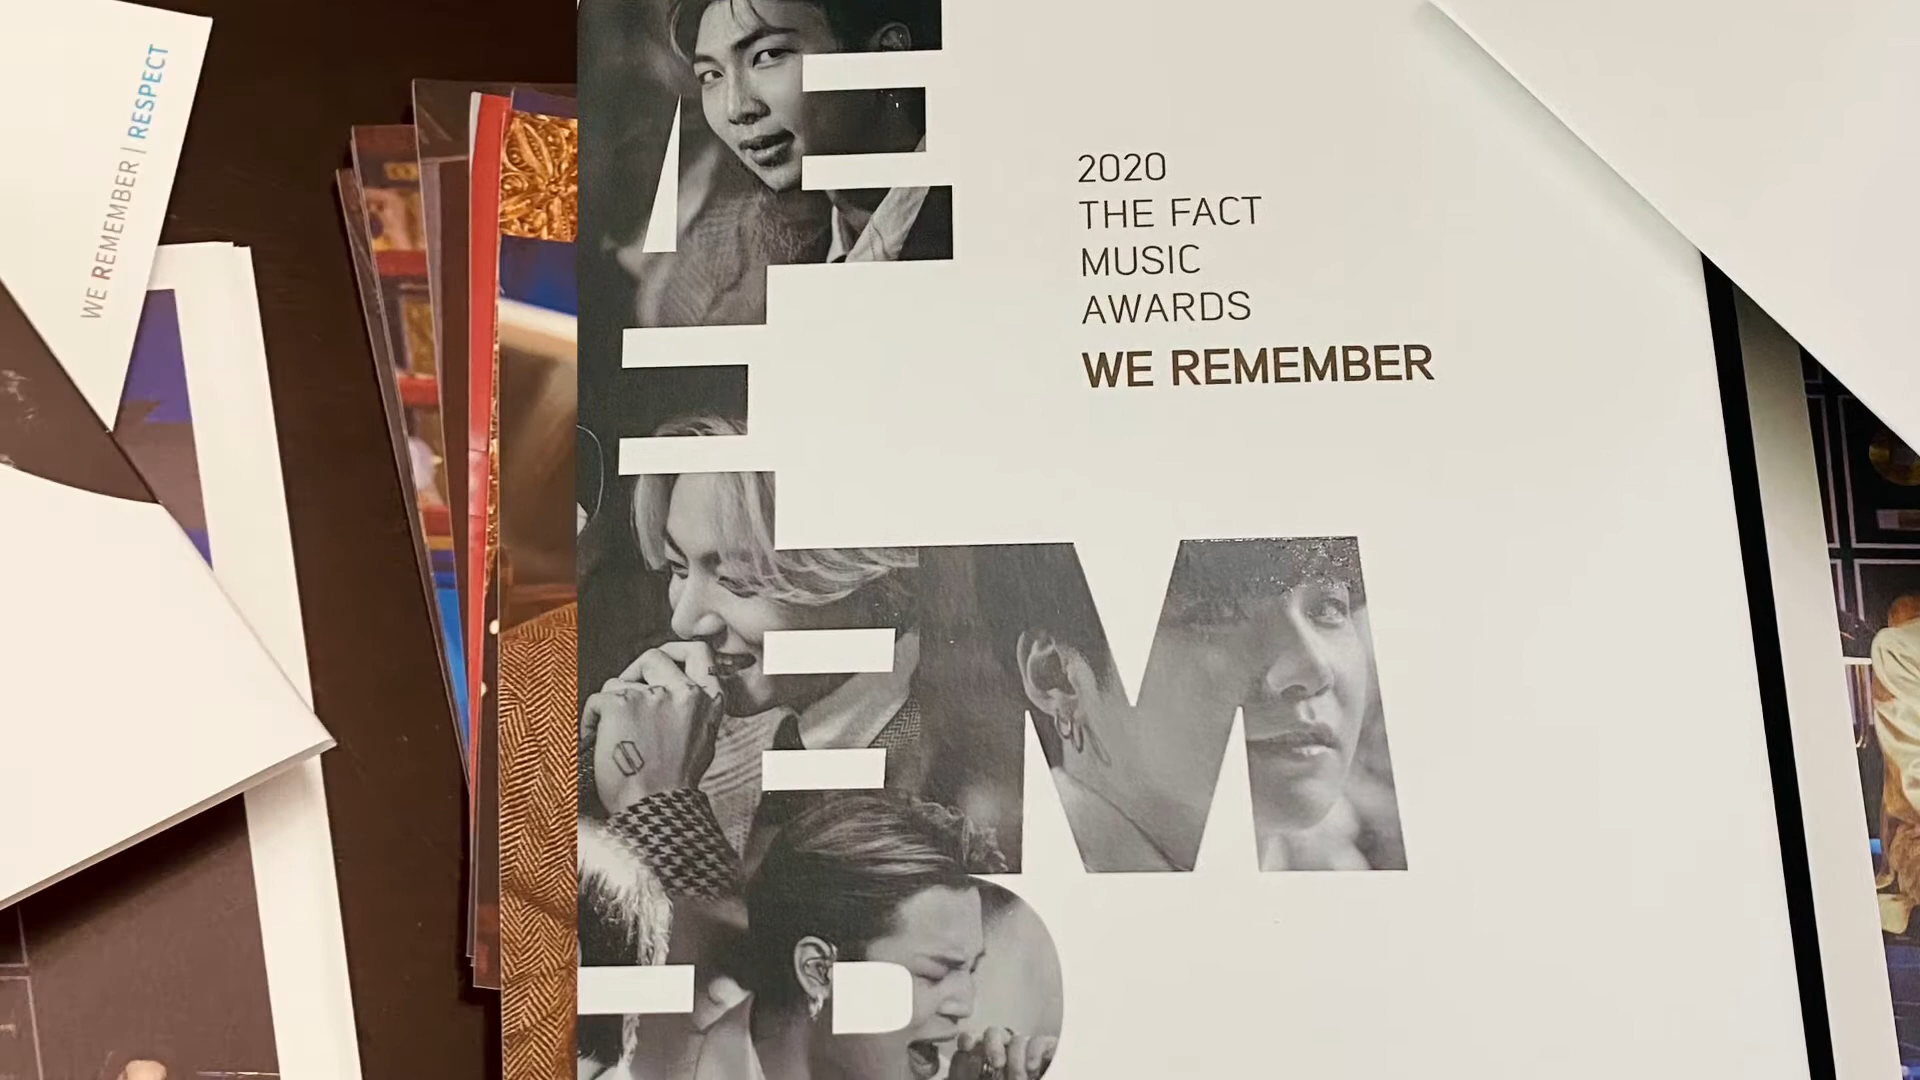 WE REMEMBER | RESPECT
2020
THE FACT
MUSIC
AWARDS
WE REMEMBER